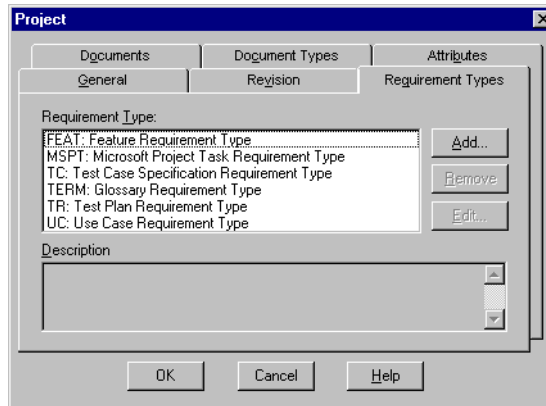 Project
Documents
Document Types
Attributes
General
Revision
Requirement Types
Requirement Type:
FEAT: Feature Requirement Type
MSPT: Microsoft Project Task Requirement Type
TC: Test Case Specification Requirement Type
TERM: Glossary Requirement Type
TR: Test Plan Requirement Type
UC: Use Case Requirement Type
Add...
Remove
Edit...
Description
OK
Cancel
Help